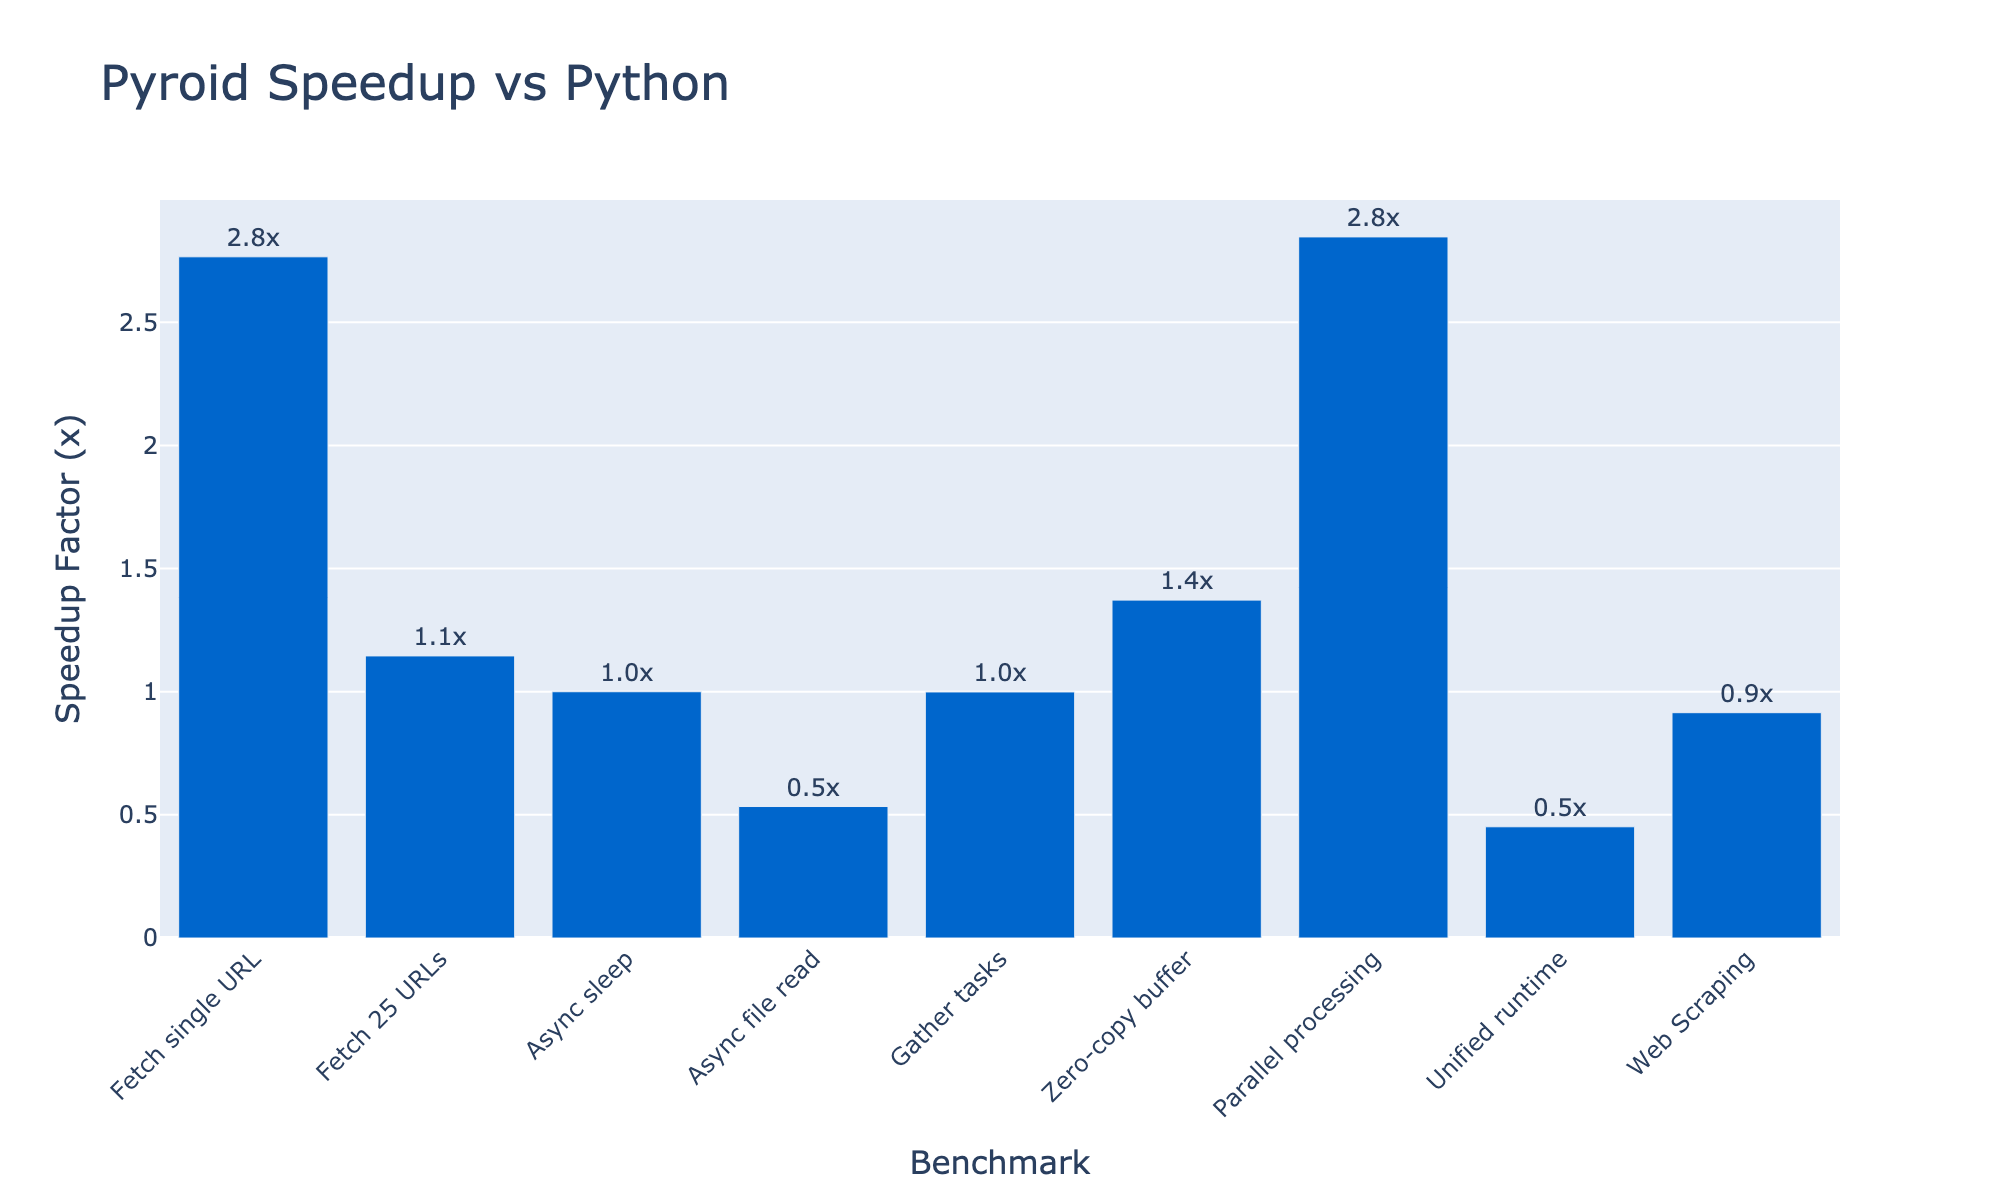 Pyroid Speedup vs Python
2.8x
1.1x
1.0x
0.5x
1.0x
1.4x
2.8x
0.5x
0.9x
2.5
2
1.5
1
0.5
0
Speedup Factor (x)
Fetch single URL
Fetch 25 URLs
Async sleep
Async file read
Gather tasks
Zero-copy buffer
Parallel processing
Unified runtime
Web Scraping
Benchmark